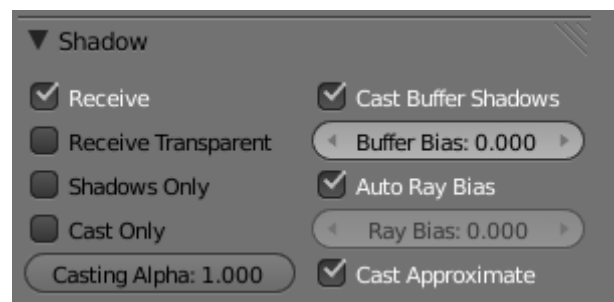 Shadow
Receive
Receive Transparent
Shadows Only
Cast Only
Casting Alpha: 1.000
Cast Buffer Shadows
Buffer Bias: 0.000
Auto Ray Bias
Ray Bias: 0.000
Cast Approximate